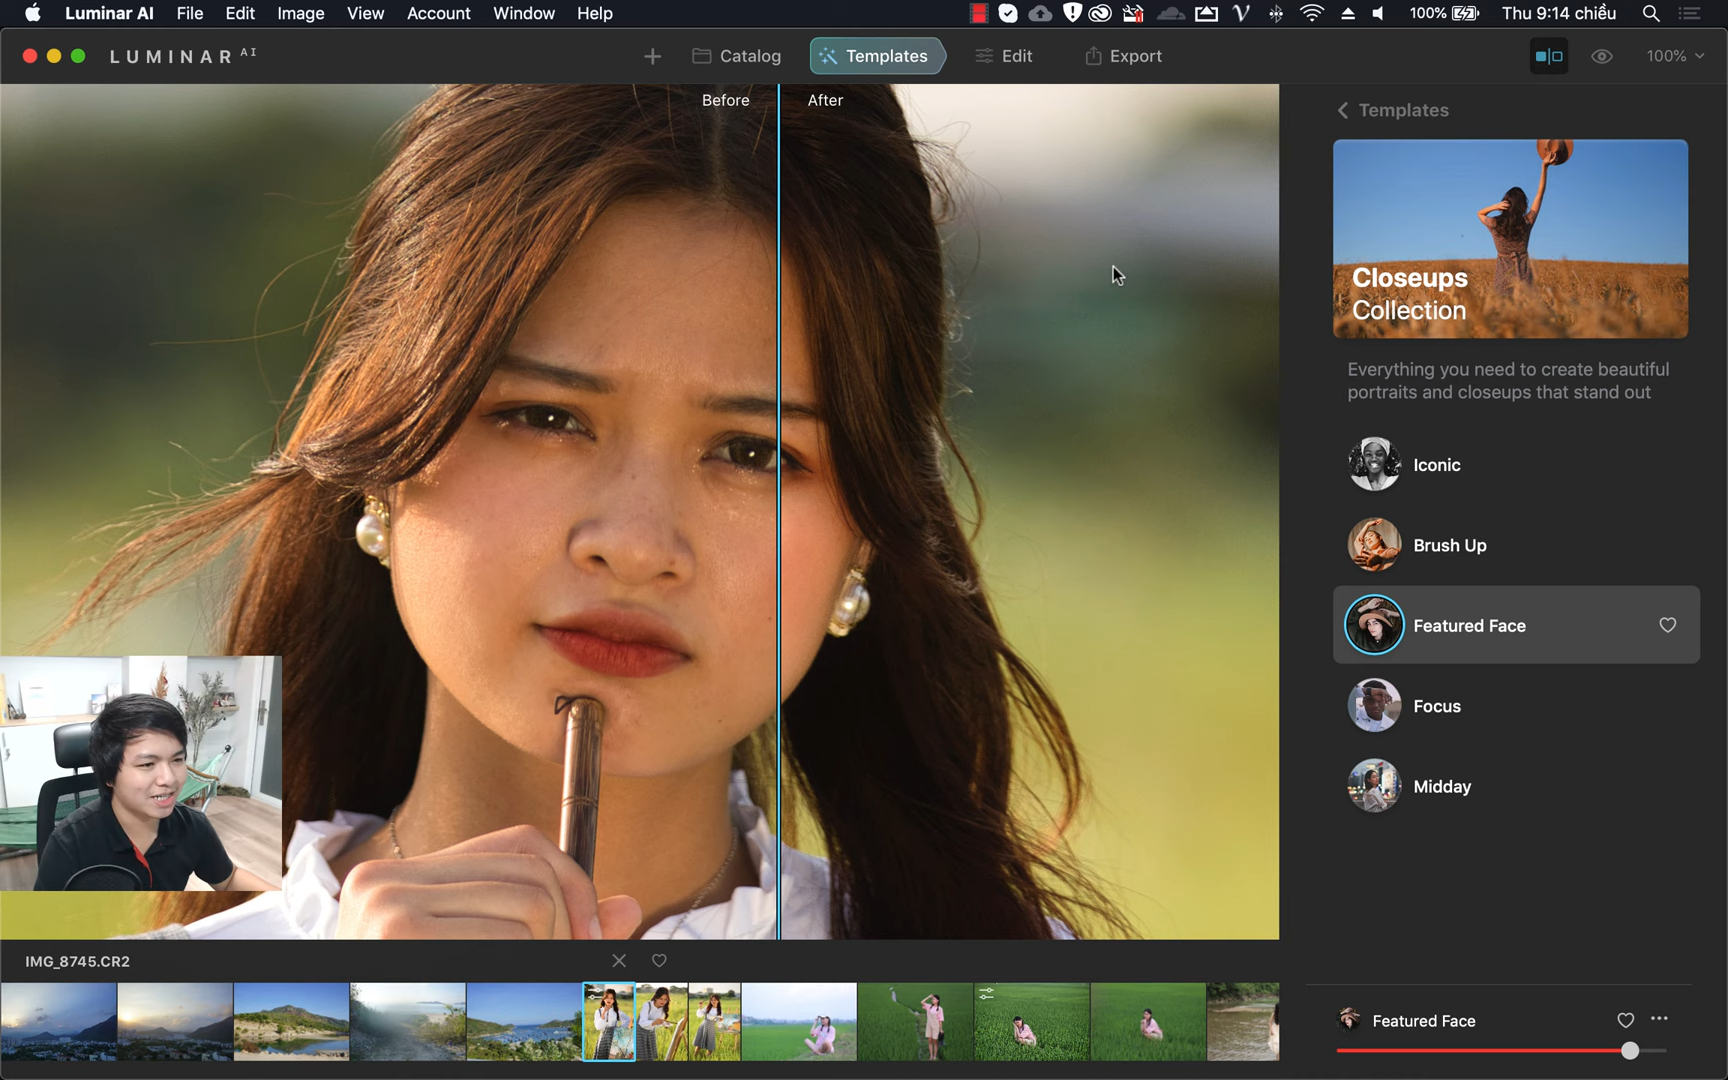 Luminar AI File Edit Image View Account Window Help 100% Thu 9:14 chiều
LUMINAR AI + Catalog Templates Edit Export 100%
Before After
Templates
Closeups
Collection
Everything you need to create beautiful
portraits and closeups that stand out
Iconic
Brush Up
Featured Face
Focus
Midday
IMG_8745.CR2
Featured Face